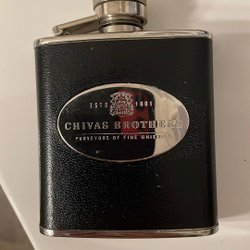 ESTD 1801
CHIVAS BROTHERS
PURVEYORS OF FINE WHISKIES